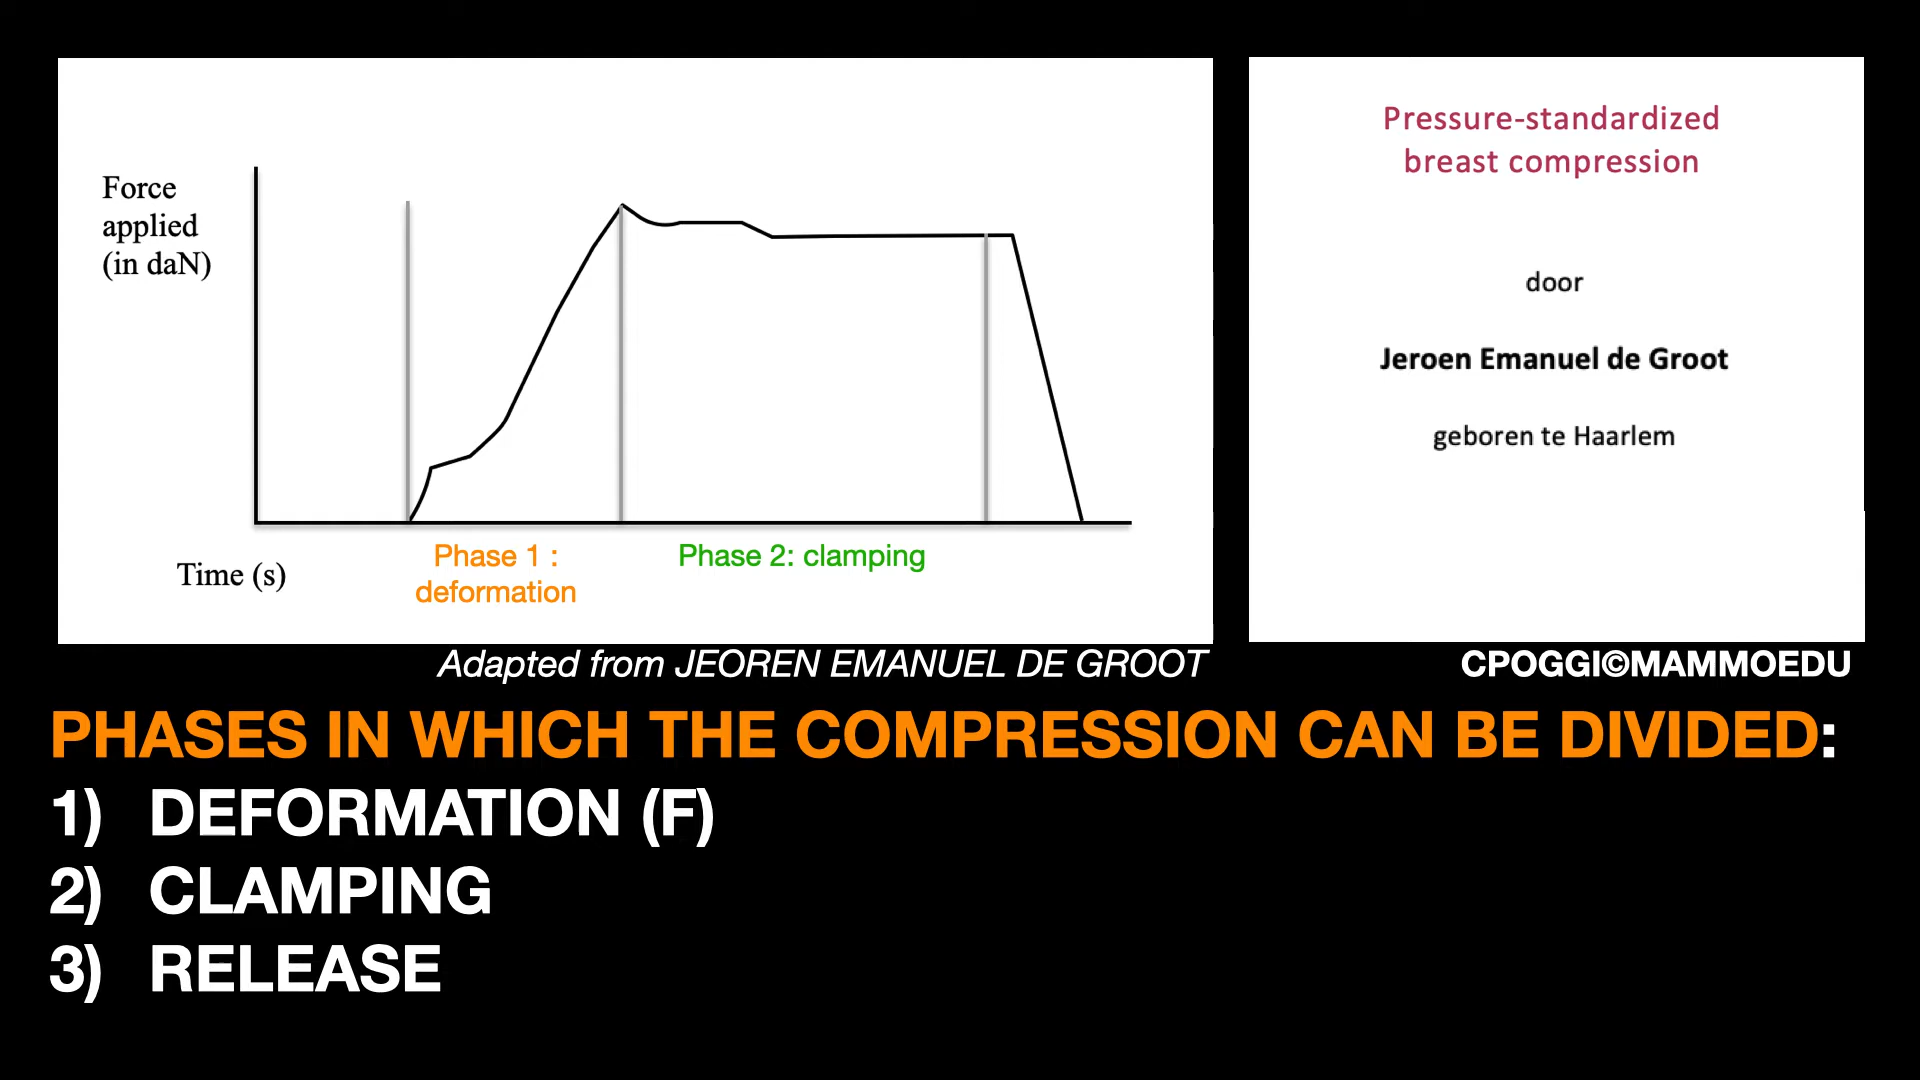 Force
applied
(in daN)
Time (s)
Phase 1 :
deformation
Phase 2: clamping
Pressure-standardized
breast compression
door
Jeroen Emanuel de Groot
geboren te Haarlem
Adapted from JEOREN EMANUEL DE GROOT
CPOGGI©MAMMOEDU
PHASES IN WHICH THE COMPRESSION CAN BE DIVIDED:
1) DEFORMATION (F)
2) CLAMPING
3) RELEASE